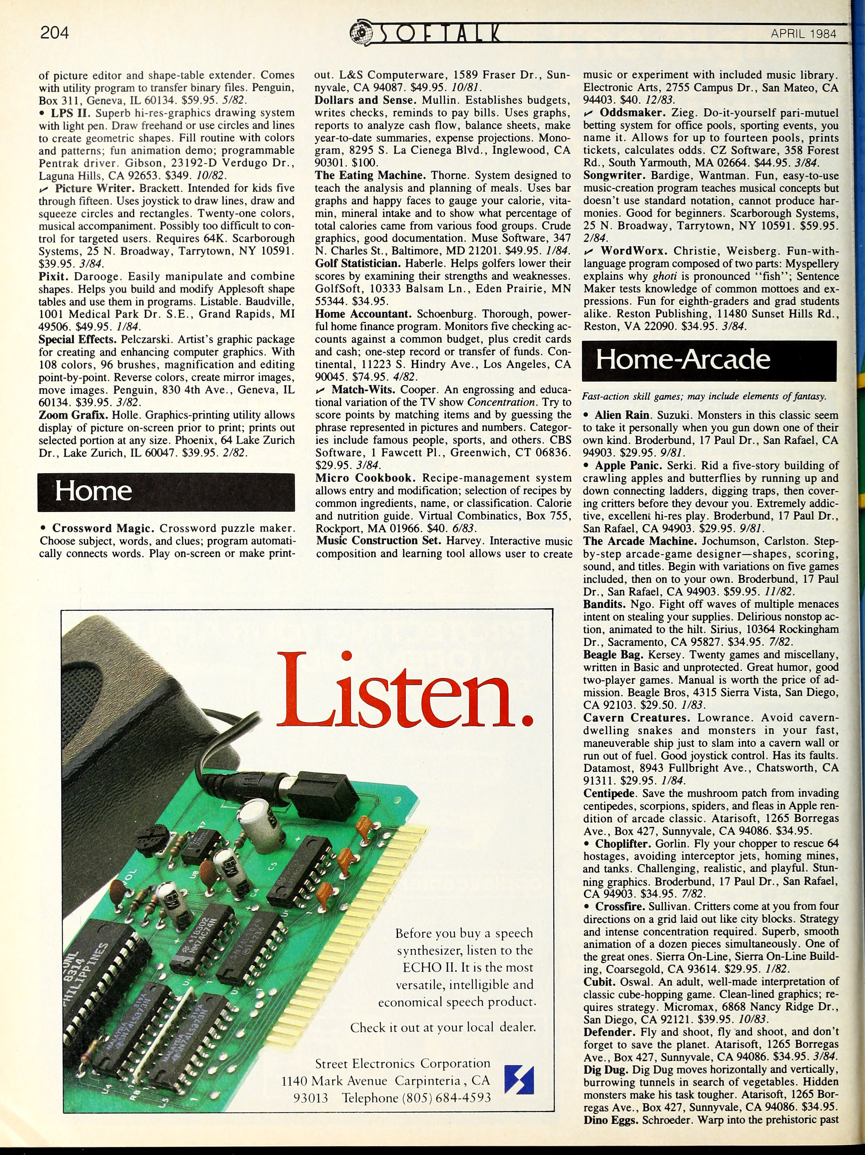 204
SOFTALK
APRIL 1984
of picture editor and shape-table extender. Comes
with utility program to transfer binary files. Penguin,
Box 311, Geneva, IL 60134. $59.95. 5/82.
• LPS II. Superb hi-res-graphics drawing system
with light pen. Draw freehand or use circles and lines
to create geometric shapes. Fill routine with colors
and patterns; fun animation demo; programmable
Pentrak driver. Gibson, 23192-D Verdugo Dr.,
Laguna Hills, CA 92653. $349. 10/82.
✓ Picture Writer. Brackett. Intended for kids five
through fifteen. Uses joystick to draw lines, draw and
squeeze circles and rectangles. Twenty-one colors,
musical accompaniment. Possibly too difficult to con-
trol for targeted users. Requires 64K. Scarborough
Systems, 25 N. Broadway, Tarrytown, NY 10591.
$39.95. 3/84.
Pixit. Darooge. Easily manipulate and combine
shapes. Helps you build and modify Applesoft shape
tables and use them in programs. Listable. Baudville,
1001 Medical Park Dr. S.E., Grand Rapids, MI
49506. $49.95. 1/84.
Special Effects. Pelczarski. Artist's graphic package
for creating and enhancing computer graphics. With
108 colors, 96 brushes, magnification and editing
point-by-point. Reverse colors, create mirror images,
move images. Penguin, 830 4th Ave., Geneva, IL
60134. $39.95. 3/82.
Zoom Grafix. Holle. Graphics-printing utility allows
display of picture on-screen prior to print; prints out
selected portion at any size. Phoenix, 64 Lake Zurich
Dr., Lake Zurich, IL 60047. $39.95. 2/82.
Home
• Crossword Magic. Crossword puzzle maker.
Choose subject, words, and clues; program automati-
cally connects words. Play on-screen or make print-
out. L&S Computerware, 1589 Fraser Dr., Sun-
nyvale, CA 94087. $49.95. 10/81.
Dollars and Sense. Mullin. Establishes budgets,
writes checks, reminds to pay bills. Uses graphs,
reports to analyze cash flow, balance sheets, make
year-to-date summaries, expense projections. Mono-
gram, 8295 S. La Cienega Blvd., Inglewood, CA
90301. $100.
The Eating Machine. Thorne. System designed to
teach the analysis and planning of meals. Uses bar
graphs and happy faces to gauge your calorie, vita-
min, mineral intake and to show what percentage of
total calories came from various food groups. Crude
graphics, good documentation. Muse Software, 347
N. Charles St., Baltimore, MD 21201. $49.95. 1/84.
Golf Statistician. Haberle. Helps golfers lower their
scores by examining their strengths and weaknesses.
GolfSoft, 10333 Balsam Ln., Eden Prairie, MN
55344. $34.95.
Home Accountant. Schoenburg. Thorough, power-
ful home finance program. Monitors five checking ac-
counts against a common budget, plus credit cards
and cash; one-step record or transfer of funds. Con-
tinental, 11223 S. Hindry Ave., Los Angeles, CA
90045. $74.95. 4/82.
✓ Match-Wits. Cooper. An engrossing and educa-
tional variation of the TV show Concentration. Try to
score points by matching items and by guessing the
phrase represented in pictures and numbers. Categor-
ies include famous people, sports, and others. CBS
Software, 1 Fawcett Pl., Greenwich, CT 06836.
$29.95. 3/84.
Micro Cookbook. Recipe-management system
allows entry and modification; selection of recipes by
common ingredients, name, or classification. Calorie
and nutrition guide. Virtual Combinatics, Box 755,
Rockport, MA 01966. $40. 6/83.
Music Construction Set. Harvey. Interactive music
composition and learning tool allows user to create
music or experiment with included music library.
Electronic Arts, 2755 Campus Dr., San Mateo, CA
94403. $40. 12/83.
✓ Oddsmaker. Zieg. Do-it-yourself pari-mutuel
betting system for office pools, sporting events, you
name it. Allows for up to fourteen pools, prints
tickets, calculates odds. CZ Software, 358 Forest
Rd., South Yarmouth, MA 02664. $44.95. 3/84.
Songwriter. Bardige, Wantman. Fun, easy-to-use
music-creation program teaches musical concepts but
doesn't use standard notation, cannot produce har-
monies. Good for beginners. Scarborough Systems,
25 N. Broadway, Tarrytown, NY 10591. $59.95.
2/84.
✓ WordWorx. Christie, Weisberg. Fun-with-
language program composed of two parts: Myspellery
explains why ghoti is pronounced "fish"; Sentence
Maker tests knowledge of common mottoes and ex-
pressions. Fun for eighth-graders and grad students
alike. Reston Publishing, 11480 Sunset Hills Rd.,
Reston, VA 22090. $34.95. 3/84.
Home-Arcade
Fast-action skill games; may include elements of fantasy.
• Alien Rain. Suzuki. Monsters in this classic seem
to take it personally when you gun down one of their
own kind. Broderbund, 17 Paul Dr., San Rafael, CA
94903. $29.95. 9/81.
• Apple Panic. Serki. Rid a five-story building of
crawling apples and butterflies by running up and
down connecting ladders, digging traps, then cover-
ing critters before they devour you. Extremely addic-
tive, excellent hi-res play. Broderbund, 17 Paul Dr.,
San Rafael, CA 94903. $29.95. 9/81.
The Arcade Machine. Jochumson, Carlston. Step-
by-step arcade-game designer—shapes, scoring,
sound, and titles. Begin with variations on five games
included, then on to your own. Broderbund, 17 Paul
Dr., San Rafael, CA 94903. $59.95. 11/82.
Bandits. Ngo. Fight off waves of multiple menaces
intent on stealing your supplies. Delirious nonstop ac-
tion, animated to the hilt. Sirius, 10364 Rockingham
Dr., Sacramento, CA 95827. $34.95. 7/82.
Beagle Bag. Kersey. Twenty games and miscellany,
written in Basic and unprotected. Great humor, good
two-player games. Manual is worth the price of ad-
mission. Beagle Bros, 4315 Sierra Vista, San Diego,
CA 92103. $29.50. 1/83.
Cavern Creatures. Lowrance. Avoid cavern-
dwelling snakes and monsters in your fast,
maneuverable ship just to slam into a cavern wall or
run out of fuel. Good joystick control. Has its faults.
Datamost, 8943 Fullbright Ave., Chatsworth, CA
91311. $29.95. 1/84.
Centipede. Save the mushroom patch from invading
centipedes, scorpions, spiders, and fleas in Apple ren-
dition of arcade classic. Atarisoft, 1265 Borregas
Ave., Box 427, Sunnyvale, CA 94086. $34.95.
• Choplifter. Gorlin. Fly your chopper to rescue 64
hostages, avoiding interceptor jets, homing mines,
and tanks. Challenging, realistic, and playful. Stun-
ning graphics. Broderbund, 17 Paul Dr., San Rafael,
CA 94903. $34.95. 7/82.
• Crossfire. Sullivan. Critters come at you from four
directions on a grid laid out like city blocks. Strategy
and intense concentration required. Superb, smooth
animation of a dozen pieces simultaneously. One of
the great ones. Sierra On-Line, Sierra On-Line Build-
ing, Coarsegold, CA 93614. $29.95. 1/82.
Cubit. Oswal. An adult, well-made interpretation of
classic cube-hopping game. Clean-lined graphics; re-
quires strategy. Micromax, 6868 Nancy Ridge Dr.,
San Diego, CA 92121. $39.95. 10/83.
Defender. Fly and shoot, fly and shoot, and don't
forget to save the planet. Atarisoft, 1265 Borregas
Ave., Box 427, Sunnyvale, CA 94086. $34.95. 3/84.
Dig Dug. Dig Dug moves horizontally and vertically,
burrowing tunnels in search of vegetables. Hidden
monsters make his task tougher. Atarisoft, 1265 Bor-
regas Ave., Box 427, Sunnyvale, CA 94086. $34.95.
Dino Eggs. Schroeder. Warp into the prehistoric past
Listen.
Before you buy a speech
synthesizer, listen to the
ECHO II. It is the most
versatile, intelligible and
economical speech product.
Check it out at your local dealer.
Street Electronics Corporation
1140 Mark Avenue Carpinteria, CA
93013 Telephone (805) 684-4593
8314
PHILIPPINES
VOL
C5
U4